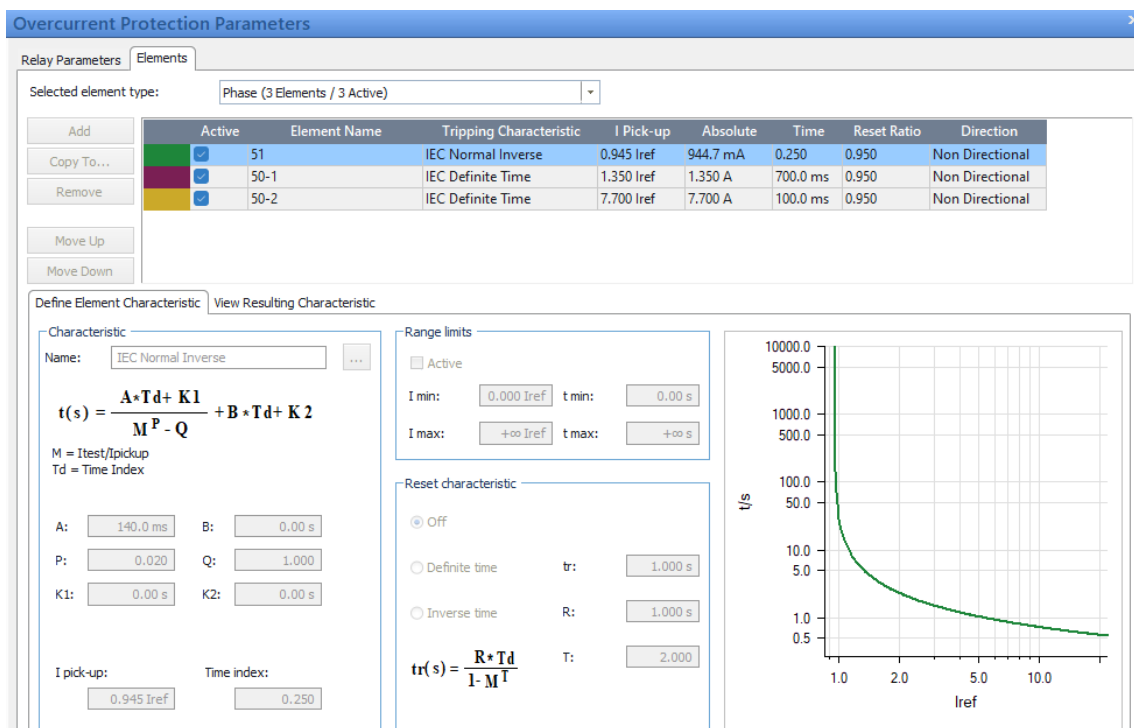 Overcurrent Protection Parameters
Relay Parameters Elements
Selected element type: Phase (3 Elements / 3 Active)
Add
Copy To...
Remove
Move Up
Move Down
Active Element Name Tripping Characteristic I Pick-up Absolute Time Reset Ratio Direction
51 IEC Normal Inverse 0.945 Iref 944.7 mA 0.250 0.950 Non Directional
50-1 IEC Definite Time 1.350 Iref 1.350 A 700.0 ms 0.950 Non Directional
50-2 IEC Definite Time 7.700 Iref 7.700 A 100.0 ms 0.950 Non Directional
Define Element Characteristic View Resulting Characteristic
Characteristic
Name: IEC Normal Inverse ...
t(s) = A*Td+ K1 / M^P - Q + B*Td+ K2
M = Itest/Ipickup
Td = Time Index
A: 140.0 ms B: 0.00 s
P: 0.020 Q: 1.000
K1: 0.00 s K2: 0.00 s
I pick-up: Time index:
0.945 Iref 0.250
Range limits
Active
I min: 0.000 Iref t min: 0.00 s
I max: +∞ Iref t max: +∞ s
Reset characteristic
Off
Definite time tr: 1.000 s
Inverse time R: 1.000 s
tr(s) = R*Td / 1- M^T
T: 2.000
t/s
10000.0
5000.0
1000.0
500.0
100.0
50.0
10.0
5.0
1.0
0.5
1.0 2.0 5.0 10.0
Iref